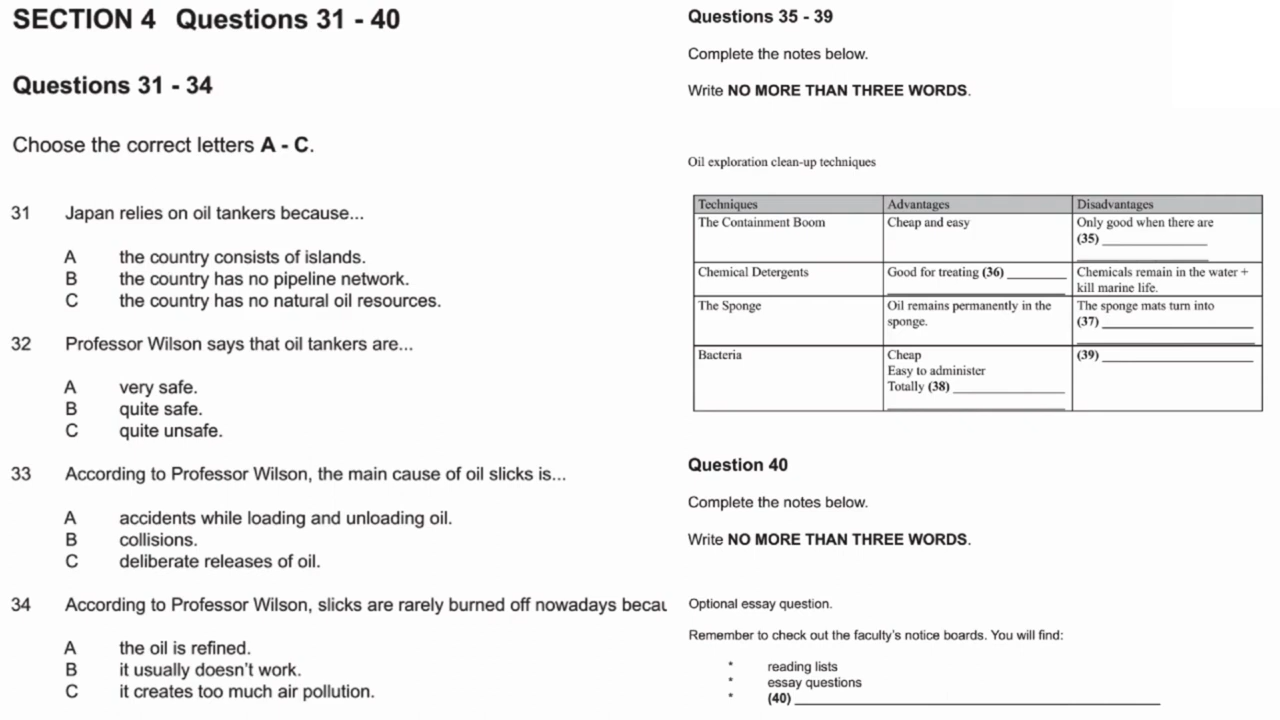 SECTION 4 Questions 31 - 40
Questions 31 - 34
Choose the correct letters A - C.
31 Japan relies on oil tankers because...
A the country consists of islands.
B the country has no pipeline network.
C the country has no natural oil resources.
32 Professor Wilson says that oil tankers are...
A very safe.
B quite safe.
C quite unsafe.
33 According to Professor Wilson, the main cause of oil slicks is...
A accidents while loading and unloading oil.
B collisions.
C deliberate releases of oil.
34 According to Professor Wilson, slicks are rarely burned off nowadays becau
A the oil is refined.
B it usually doesn't work.
C it creates too much air pollution.
Questions 35 - 39
Complete the notes below.
Write NO MORE THAN THREE WORDS.
Oil exploration clean-up techniques
Techniques Advantages Disadvantages
The Containment Boom Cheap and easy Only good when there are
(35) ____________________
____________________
Chemical Detergents Good for treating (36) __________ Chemicals remain in the water +
____________________ kill marine life.
The Sponge Oil remains permanently in the The sponge mats turn into
sponge. (37) ____________________
____________________
Bacteria Cheap (39) ____________________
Easy to administer
Totally (38) ____________________
____________________
Question 40
Complete the notes below.
Write NO MORE THAN THREE WORDS.
Optional essay question.
Remember to check out the faculty's notice boards. You will find:
* reading lists
* essay questions
* (40) ____________________